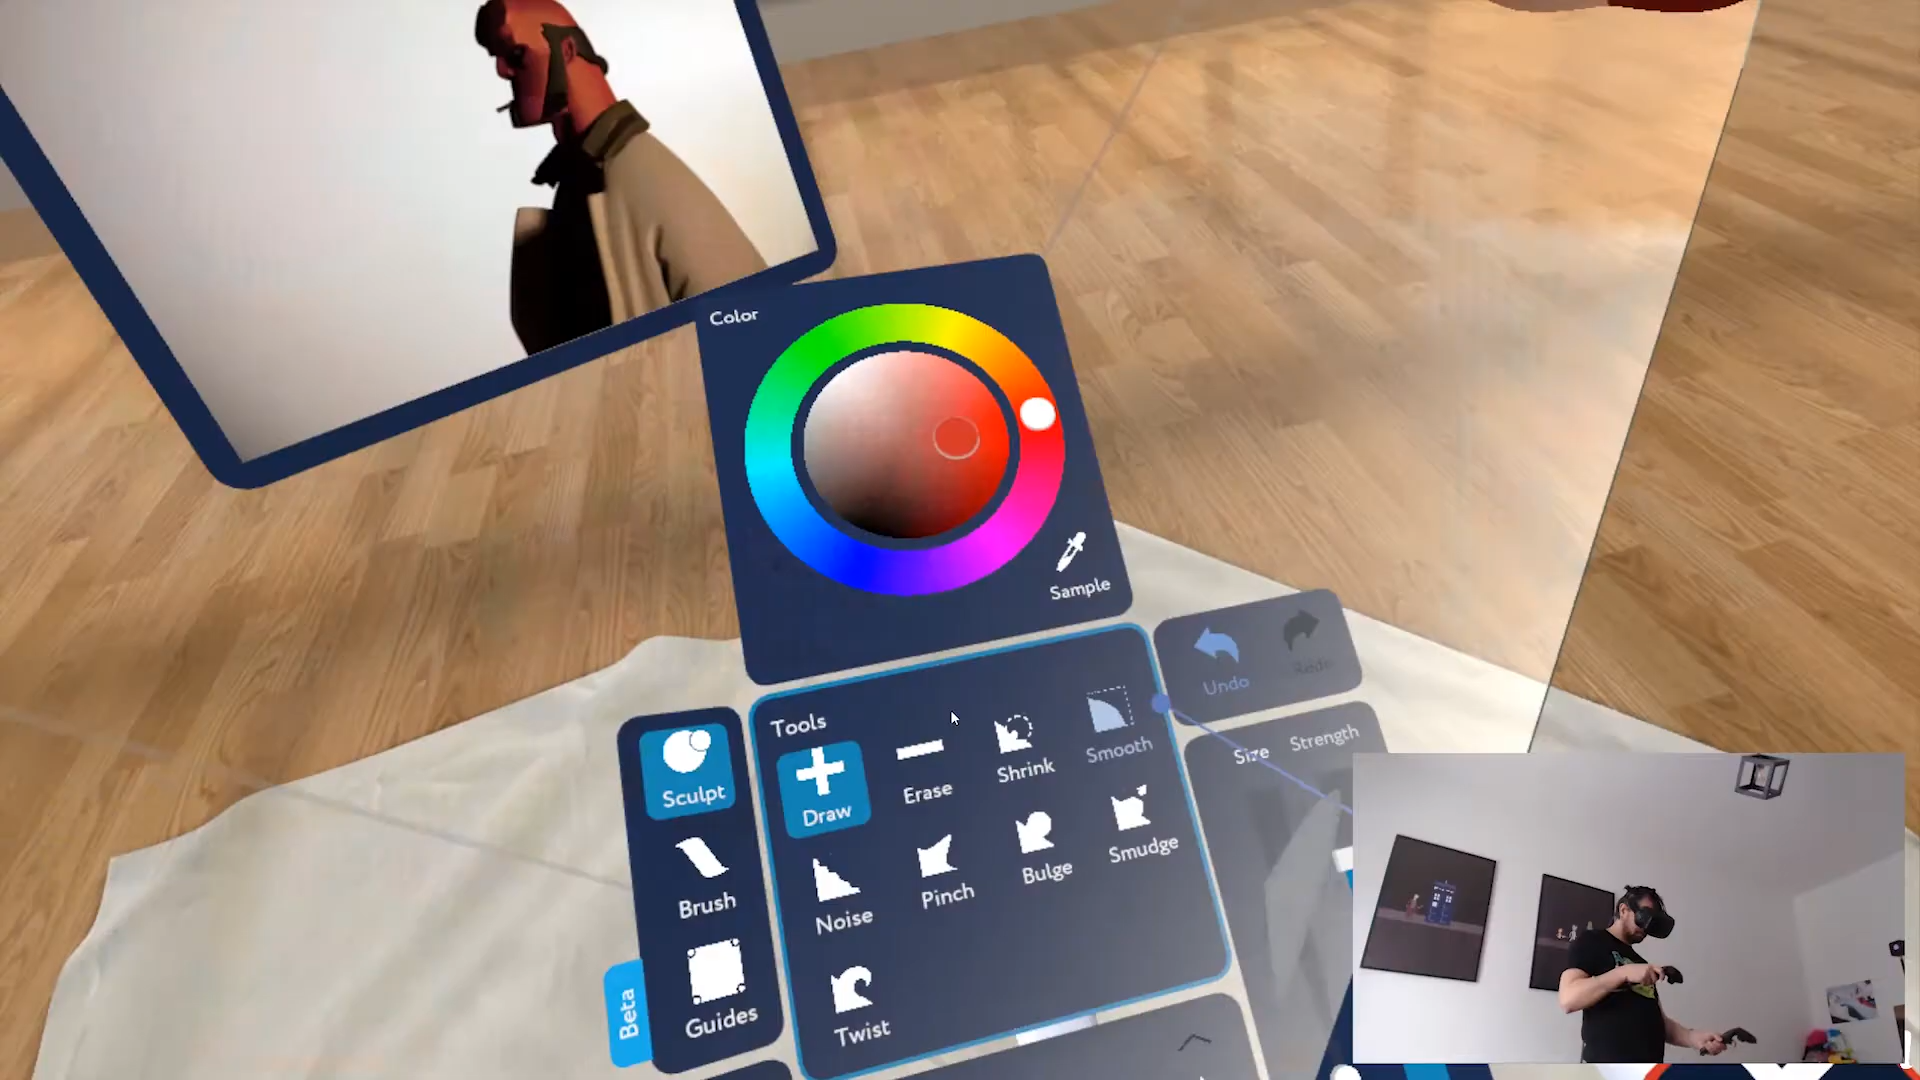 Color
Sample
Undo
Redo
Size
Strength
Tools
Sculpt
Draw
Erase
Shrink
Smooth
Brush
Noise
Pinch
Bulge
Smudge
Guides
Twist
Beta